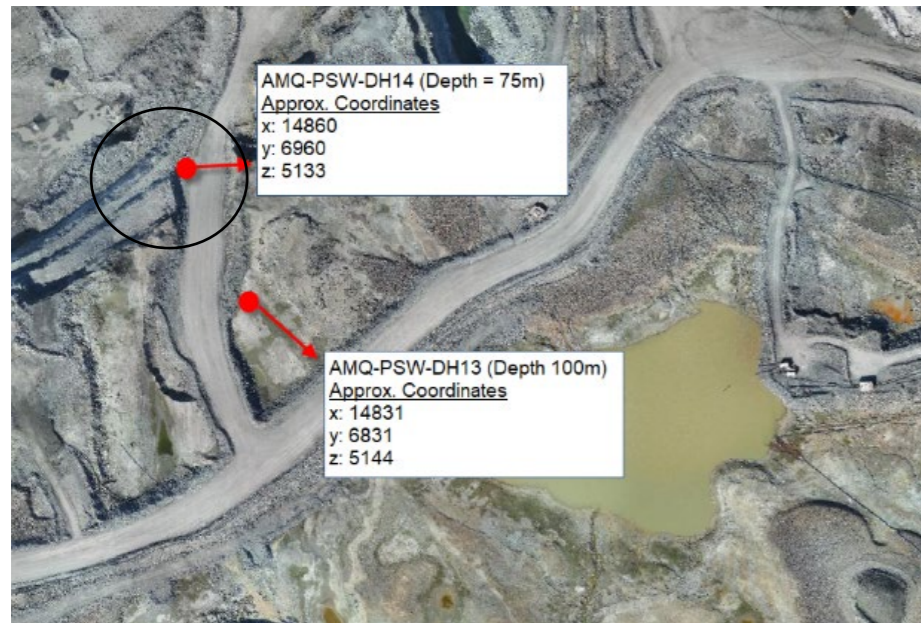 AMQ-PSW-DH14 (Depth = 75m)
Approx. Coordinates
x: 14860
y: 6960
z: 5133
AMQ-PSW-DH13 (Depth 100m)
Approx. Coordinates
x: 14831
y: 6831
z: 5144